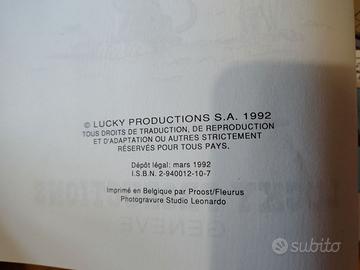 © LUCKY PRODUCTIONS S.A. 1992
TOUS DROITS DE TRADUCTION, DE REPRODUCTION
ET D'ADAPTATION OU AUTRES STRICTEMENT
RÉSERVÉS POUR TOUS PAYS.
Dépôt légal: mars 1992
I.S.B.N. 2-940012-10-7
Imprimé en Belgique par Proost/Fleurus
Photogravure Studio Leonardo
subito